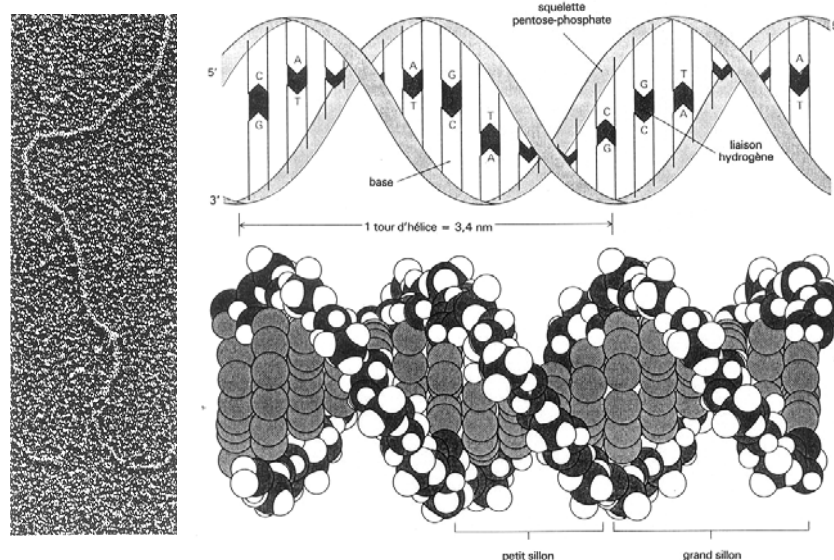 squelette
pentose-phosphate
5'
C
G
A
T
A
T
G
C
T
A
C
G
G
C
T
A
A
T
liaison
hydrogène
base
3'
1 tour d'hélice = 3,4 nm
petit sillon
grand sillon